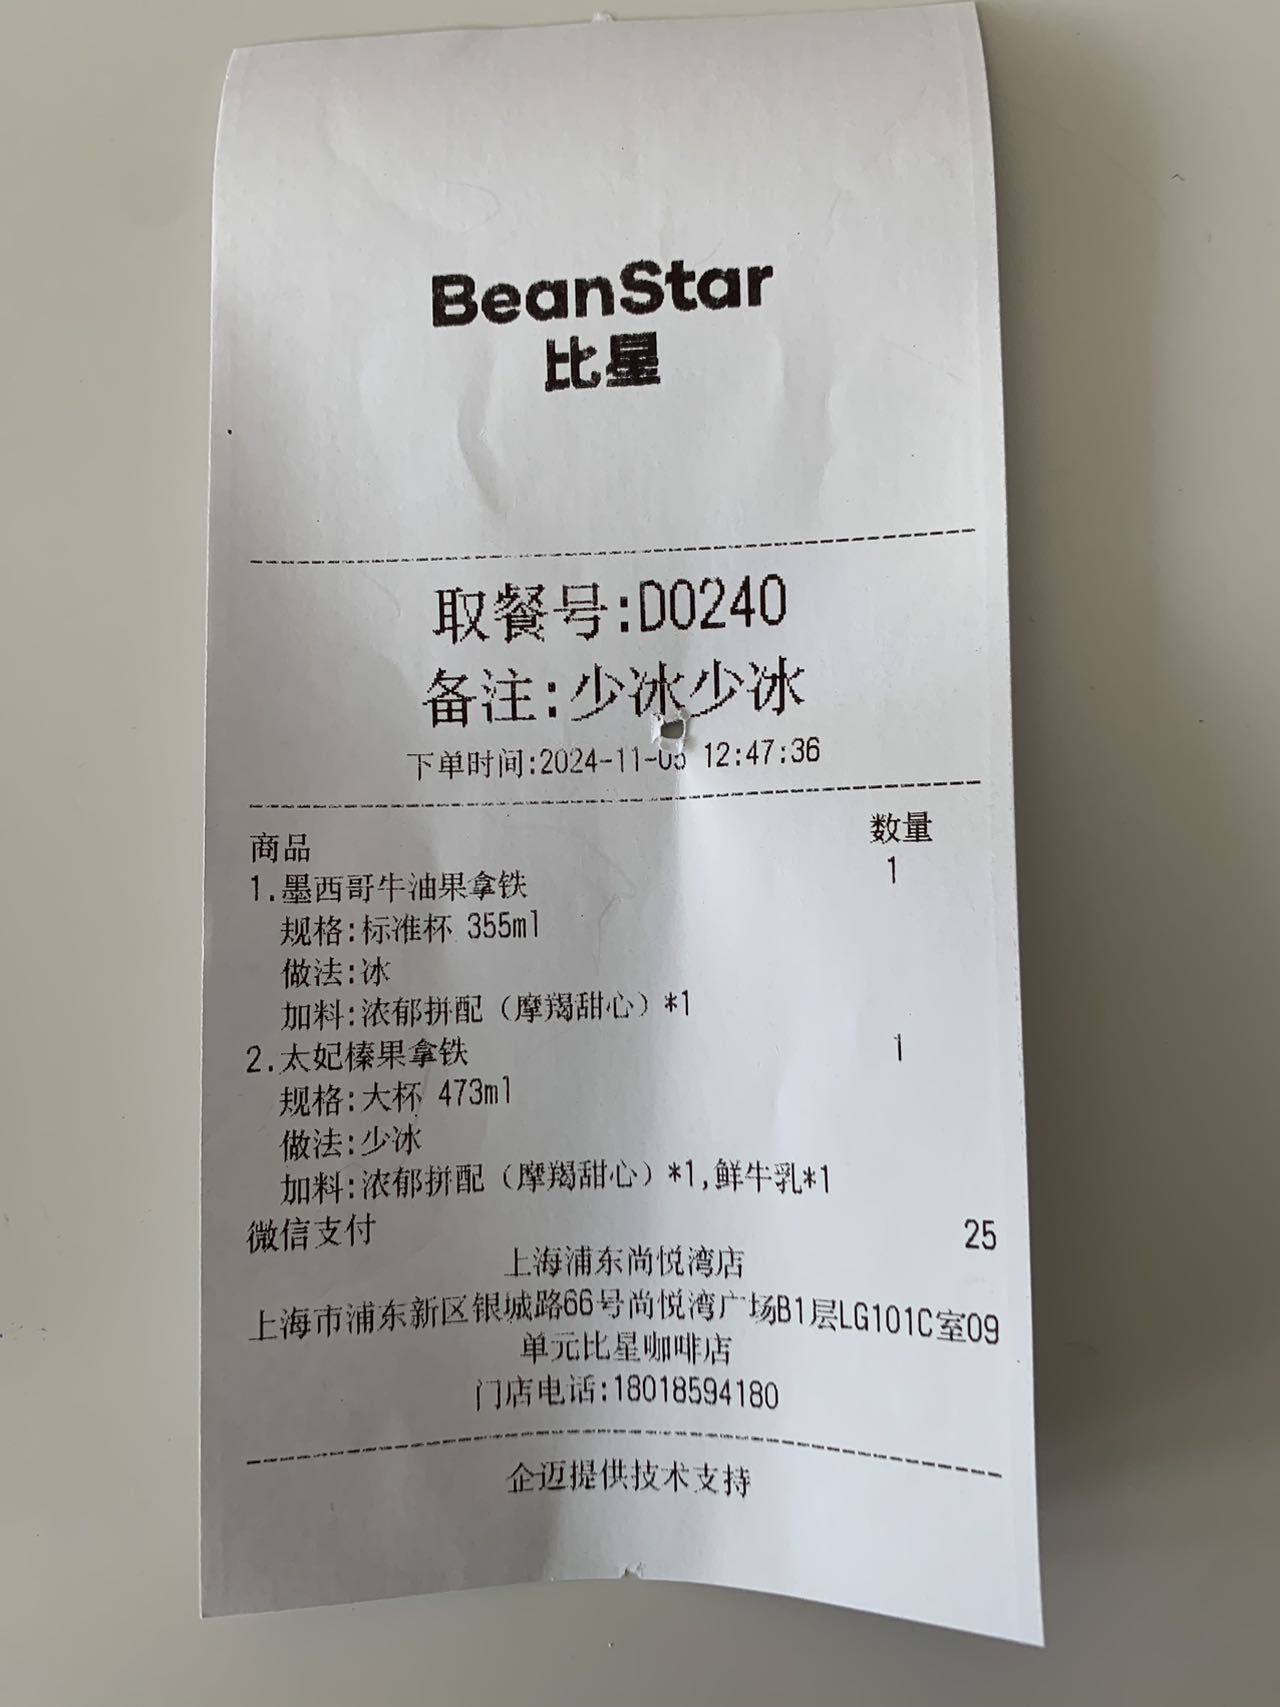 BeanStar
比星
取餐号:D0240
备注:少冰少冰
下单时间:2024-11-05 12:47:36
商品 数量
1.墨西哥牛油果拿铁 1
规格:标准杯 355ml
做法:冰
加料:浓郁拼配（摩羯甜心）*1
2.太妃榛果拿铁 1
规格:大杯 473ml
做法:少冰
加料:浓郁拼配（摩羯甜心）*1,鲜牛乳*1
微信支付 25
上海浦东尚悦湾店
上海市浦东新区银城路66号尚悦湾广场B1层LG101C室09
单元比星咖啡店
门店电话:18018594180
企迈提供技术支持